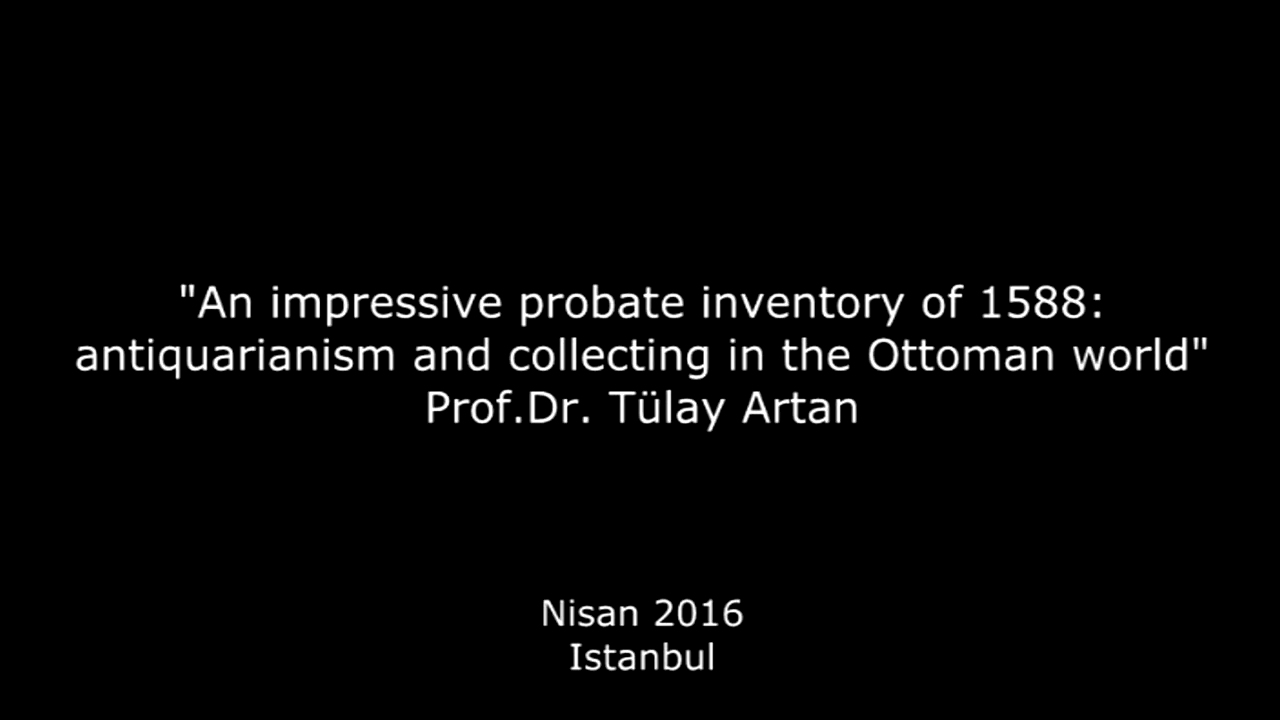 "An impressive probate inventory of 1588:
antiquarianism and collecting in the Ottoman world"
Prof.Dr. Tülay Artan
Nisan 2016
Istanbul